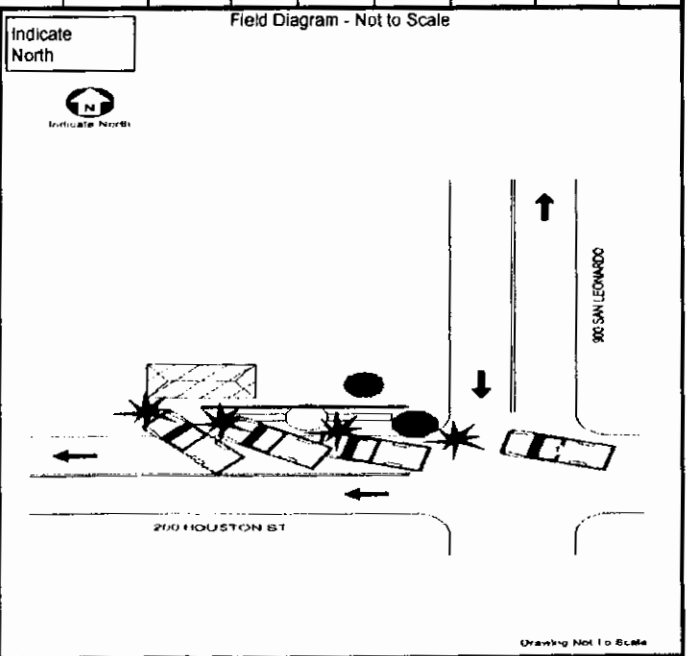 Field Diagram - Not to Scale
Indicate
North
N
Indicate North
900 SAN LEONARDO
200 HOUSTON ST
Drawing Not To Scale